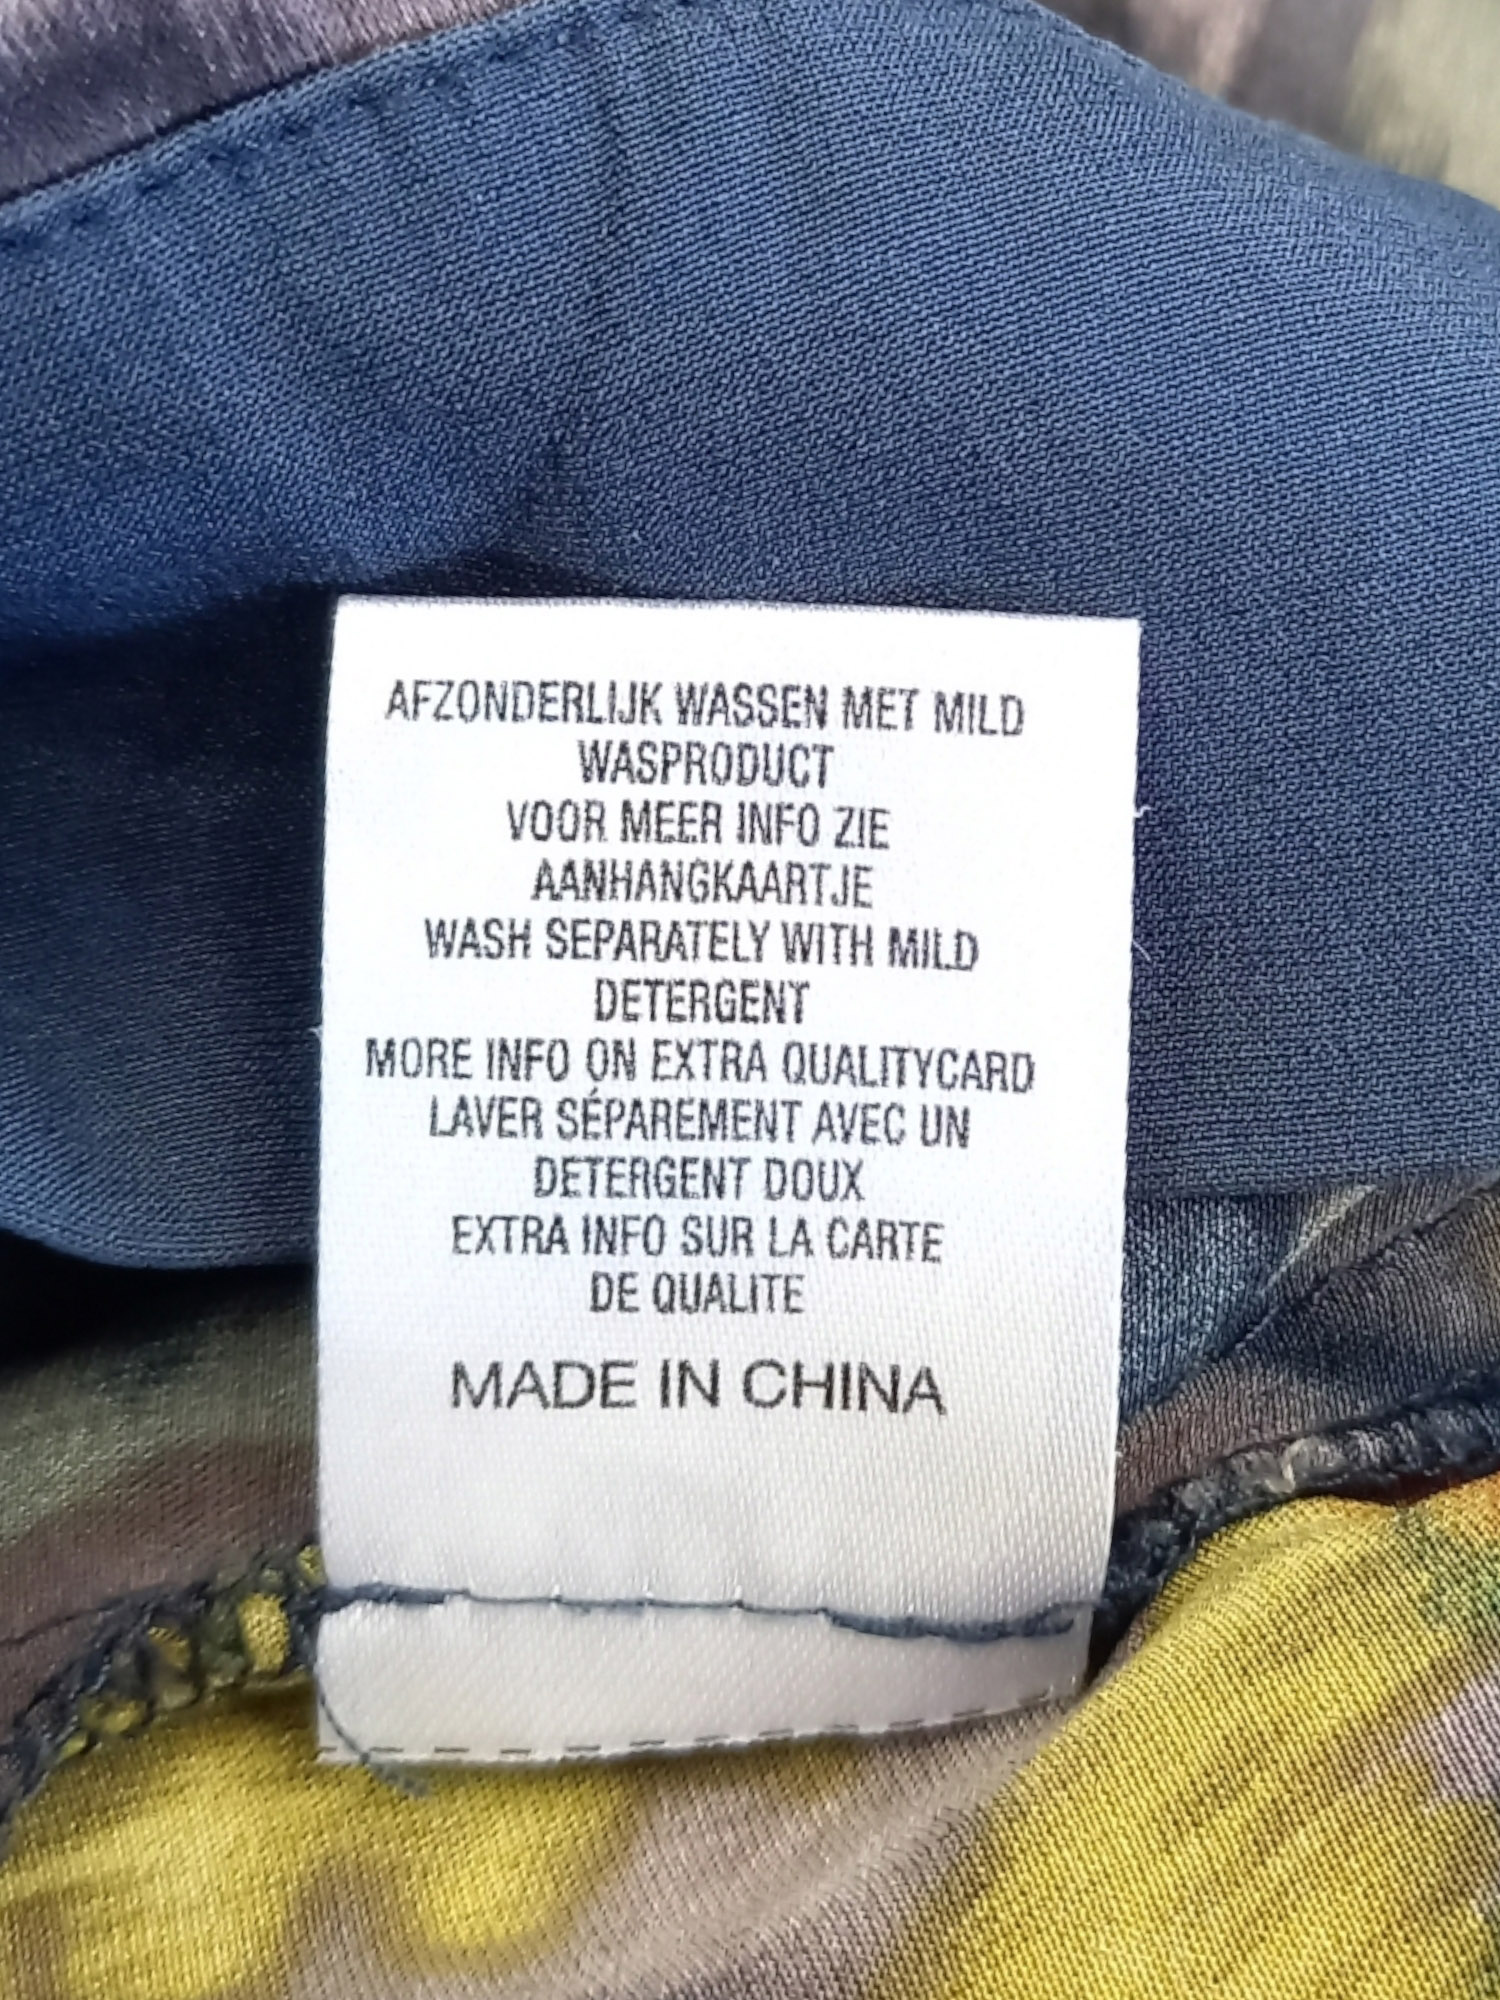 AFZONDERLIJK WASSEN MET MILD
WASPRODUCT
VOOR MEER INFO ZIE
AANHANGKAARTJE
WASH SEPARATELY WITH MILD
DETERGENT
MORE INFO ON EXTRA QUALITYCARD
LAVER SÉPAREMENT AVEC UN
DETERGENT DOUX
EXTRA INFO SUR LA CARTE
DE QUALITE
MADE IN CHINA